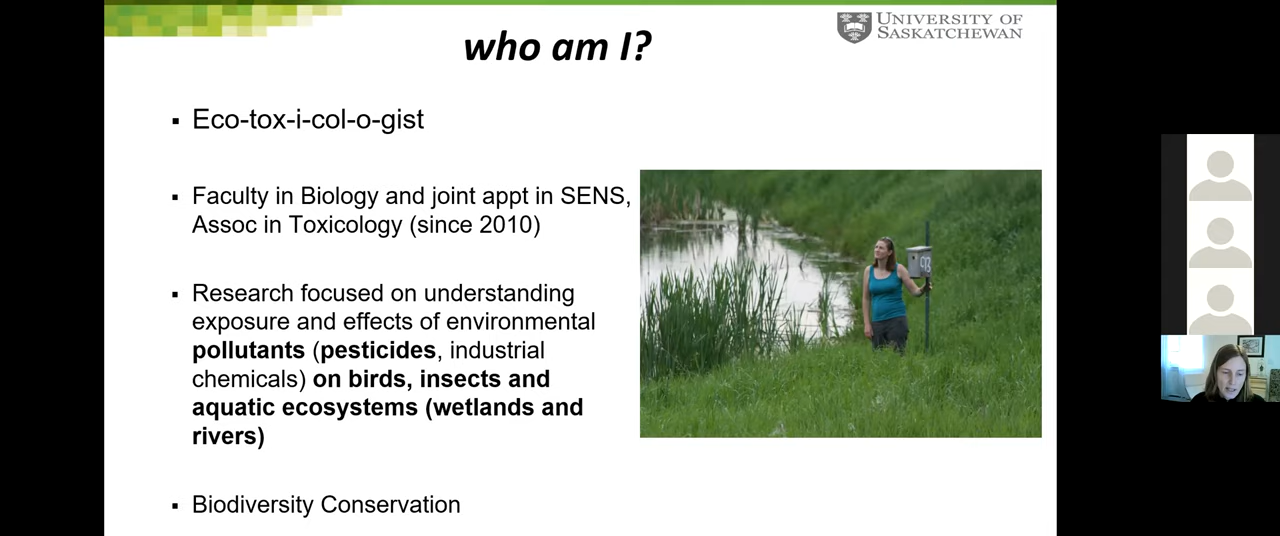 who am I?
UNIVERSITY OF
SASKATCHEWAN
▪ Eco-tox-i-col-o-gist
▪ Faculty in Biology and joint appt in SENS,
Assoc in Toxicology (since 2010)
▪ Research focused on understanding
exposure and effects of environmental
pollutants (pesticides, industrial
chemicals) on birds, insects and
aquatic ecosystems (wetlands and
rivers)
▪ Biodiversity Conservation
93